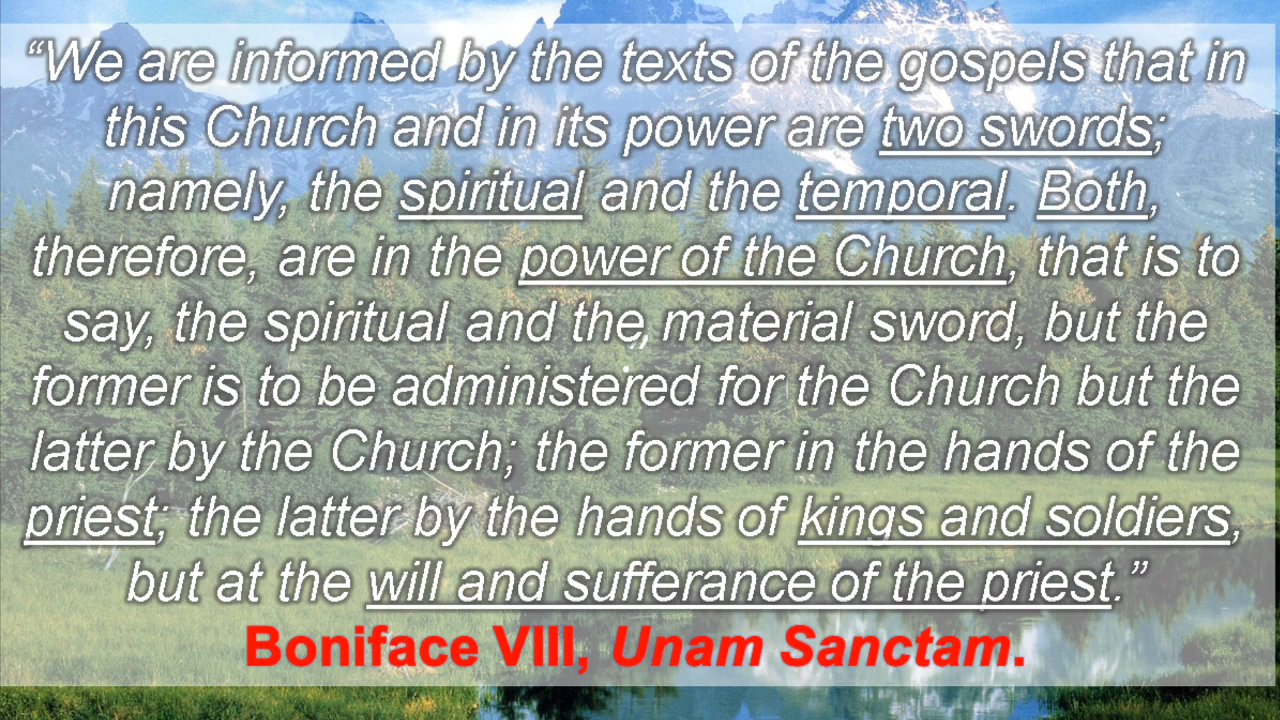 “We are informed by the texts of the gospels that in
this Church and in its power are two swords;
namely, the spiritual and the temporal. Both,
therefore, are in the power of the Church, that is to
say, the spiritual and the material sword, but the
former is to be administered for the Church but the
latter by the Church; the former in the hands of the
priest; the latter by the hands of kings and soldiers,
but at the will and sufferance of the priest.”
Boniface VIII, Unam Sanctam.